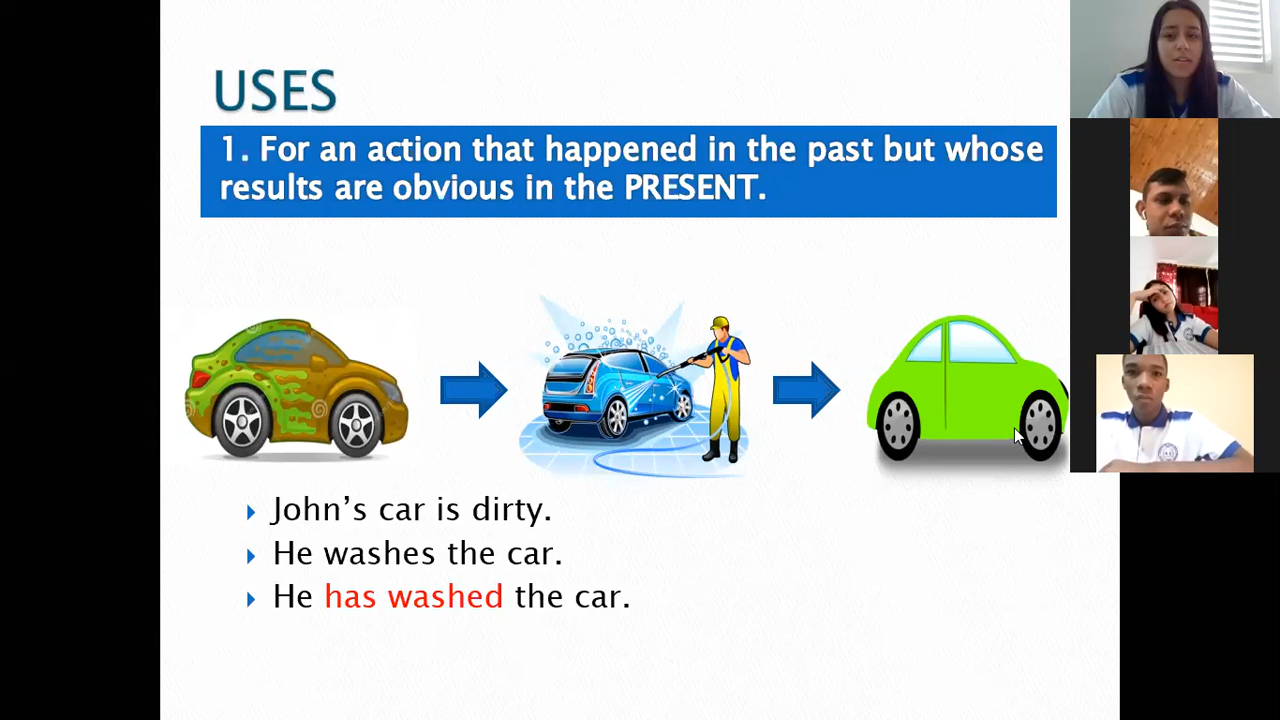 USES
1. For an action that happened in the past but whose
results are obvious in the PRESENT.
John’s car is dirty.
He washes the car.
He has washed the car.